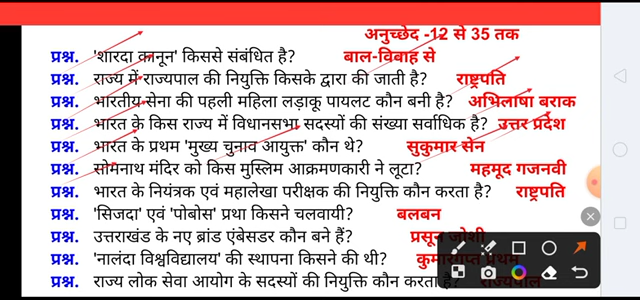 अनुच्छेद -12 से 35 तक
प्रश्न. 'शारदा कानून' किससे संबंधित है? बाल-विवाह से
प्रश्न. राज्य में राज्यपाल की नियुक्ति किसके द्वारा की जाती है? राष्ट्रपति
प्रश्न. भारतीय सेना की पहली महिला लड़ाकू पायलट कौन बनी है? अभिलाषा बराक
प्रश्न. भारत के किस राज्य में विधानसभा सदस्यों की संख्या सर्वाधिक है? उत्तर प्रदेश
प्रश्न. भारत के प्रथम 'मुख्य चुनाव आयुक्त' कौन थे? सुकुमार सेन
प्रश्न. सोमनाथ मंदिर को किस मुस्लिम आक्रमणकारी ने लूटा? महमूद गजनवी
प्रश्न. भारत के नियंत्रक एवं महालेखा परीक्षक की नियुक्ति कौन करता है? राष्ट्रपति
प्रश्न. 'सिजदा' एवं 'पोबोस' प्रथा किसने चलवायी? बलबन
प्रश्न. उत्तराखंड के नए ब्रांड एंबेसडर कौन बने हैं? प्रसून जोशी
प्रश्न. 'नालंदा विश्वविद्यालय' की स्थापना किसने की थी? कुमारगुप्त प्रथम
प्रश्न. राज्य लोक सेवा आयोग के सदस्यों की नियुक्ति कौन करता है? राज्यपाल